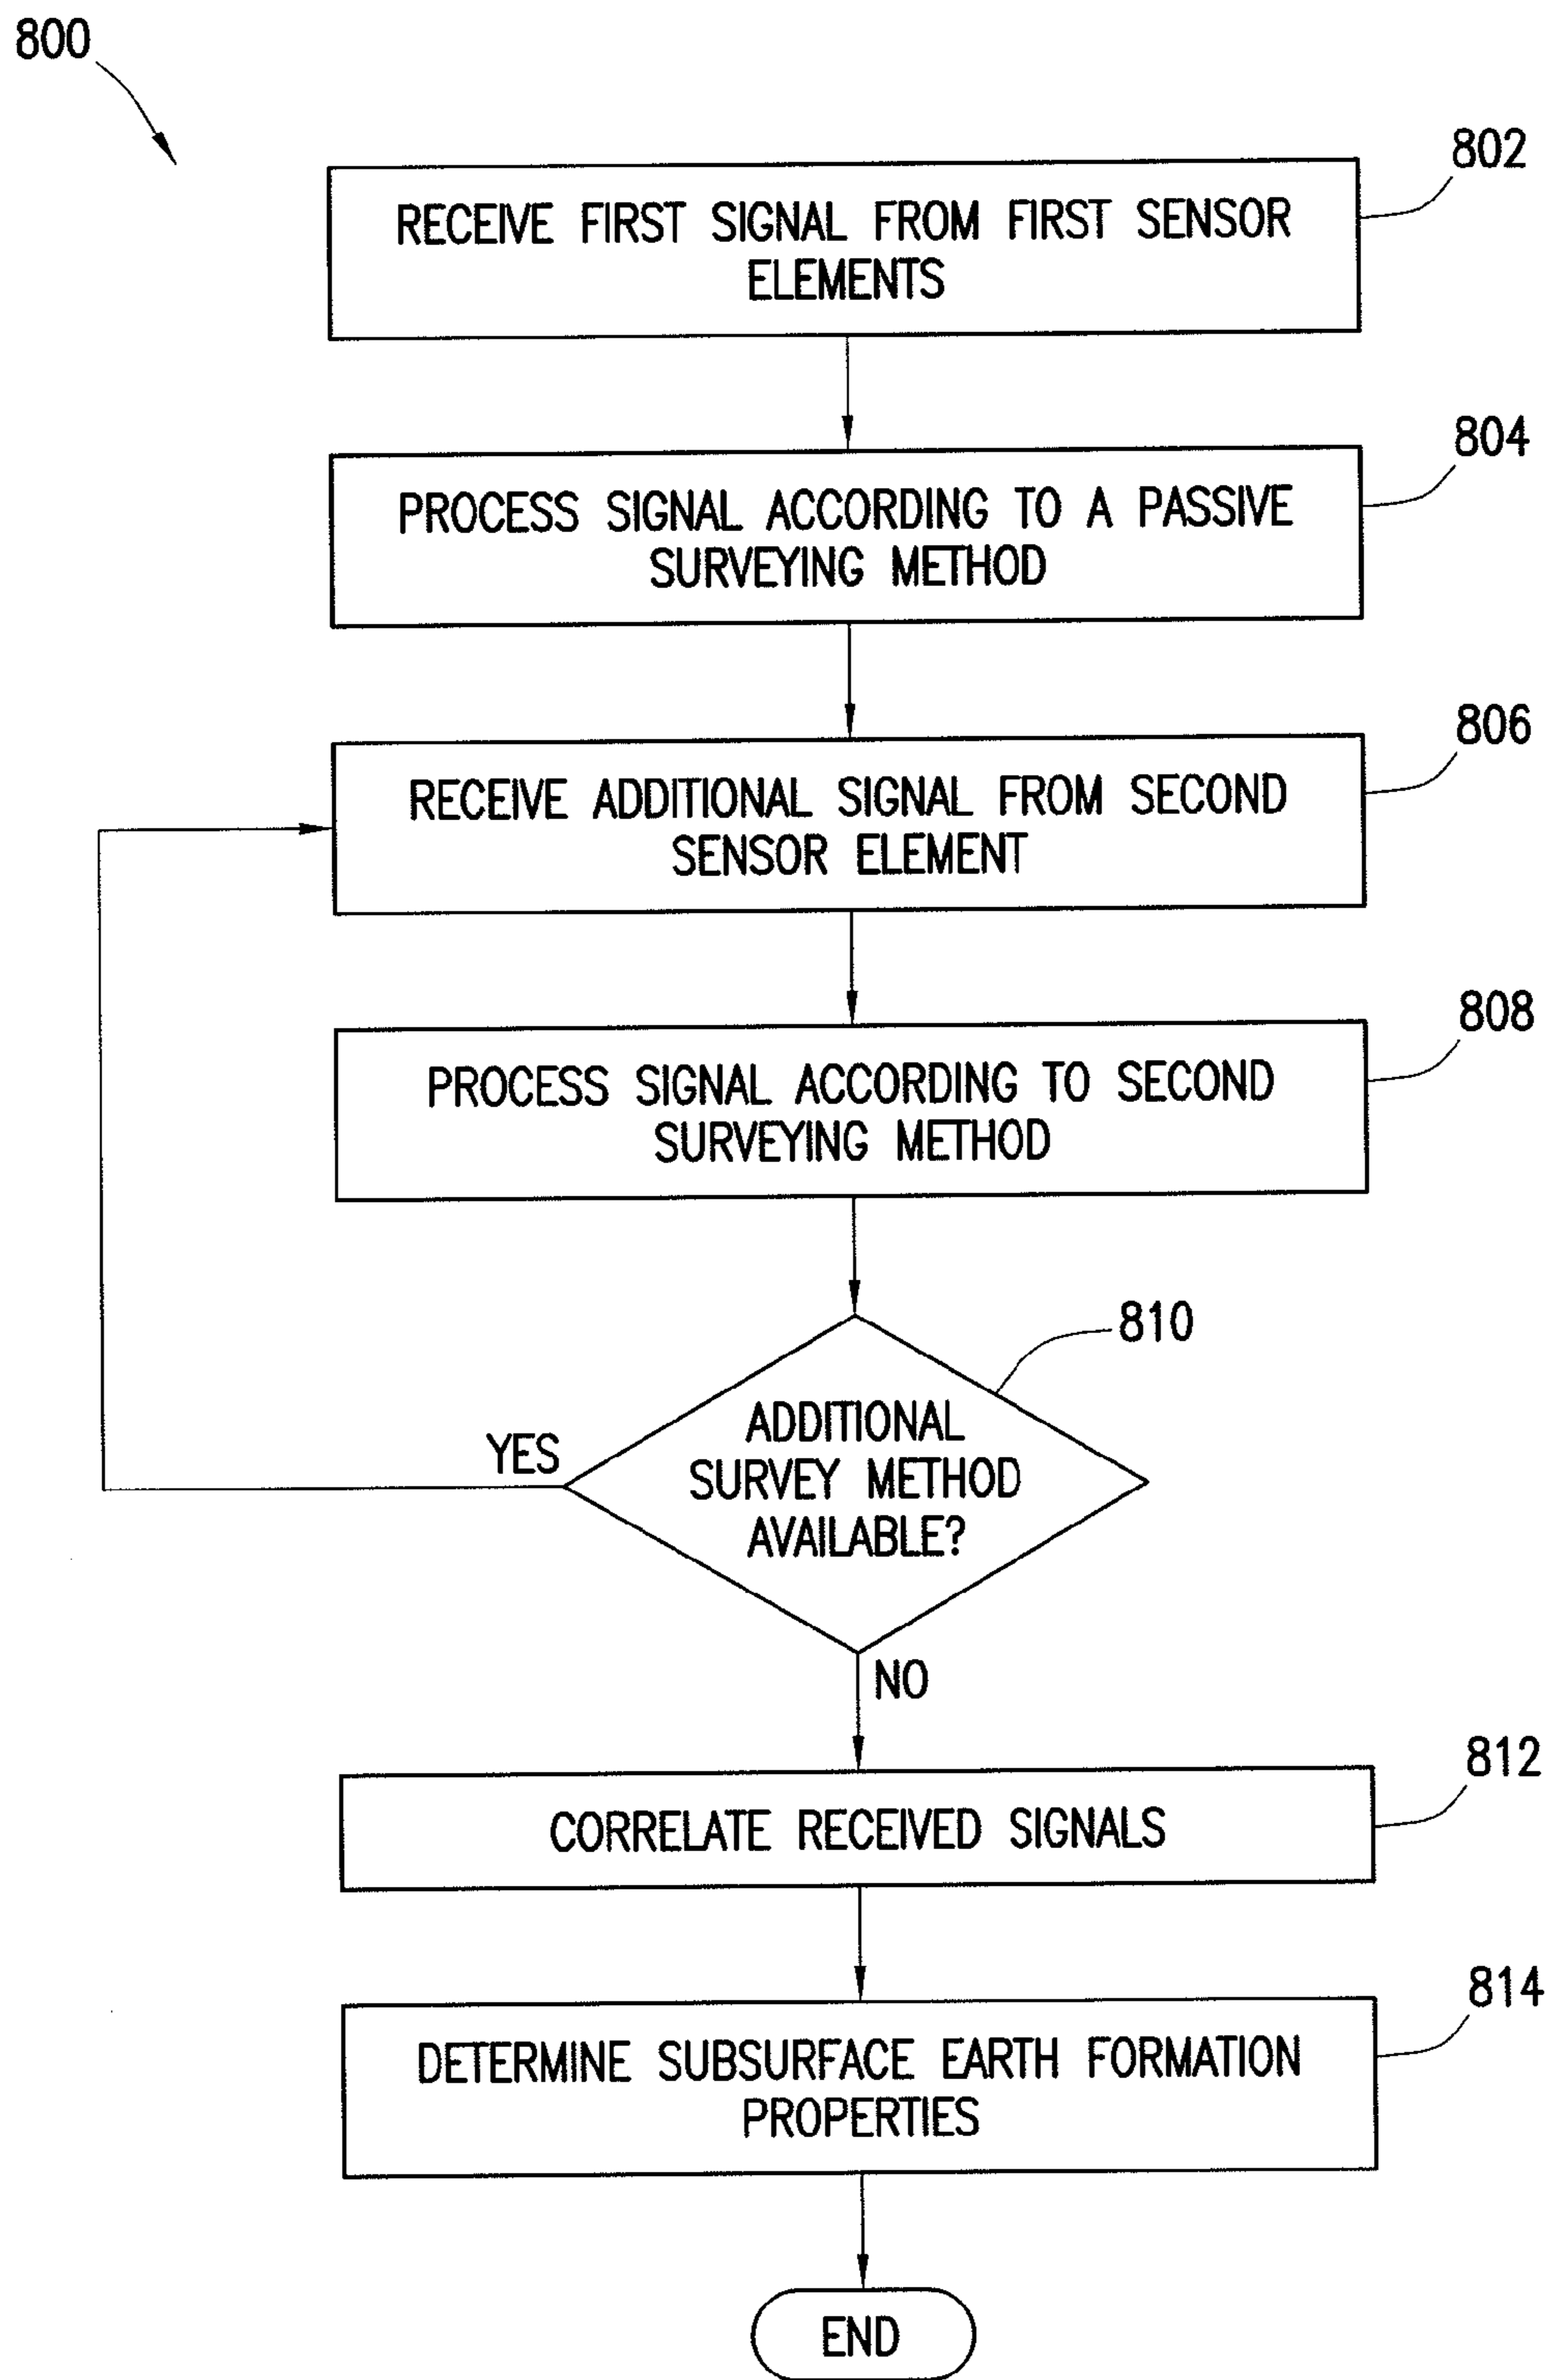 800
802
RECEIVE FIRST SIGNAL FROM FIRST SENSOR
ELEMENTS
804
PROCESS SIGNAL ACCORDING TO A PASSIVE
SURVEYING METHOD
806
RECEIVE ADDITIONAL SIGNAL FROM SECOND
SENSOR ELEMENT
808
PROCESS SIGNAL ACCORDING TO SECOND
SURVEYING METHOD
810
ADDITIONAL
SURVEY METHOD
AVAILABLE?
YES
NO
812
CORRELATE RECEIVED SIGNALS
814
DETERMINE SUBSURFACE EARTH FORMATION
PROPERTIES
END